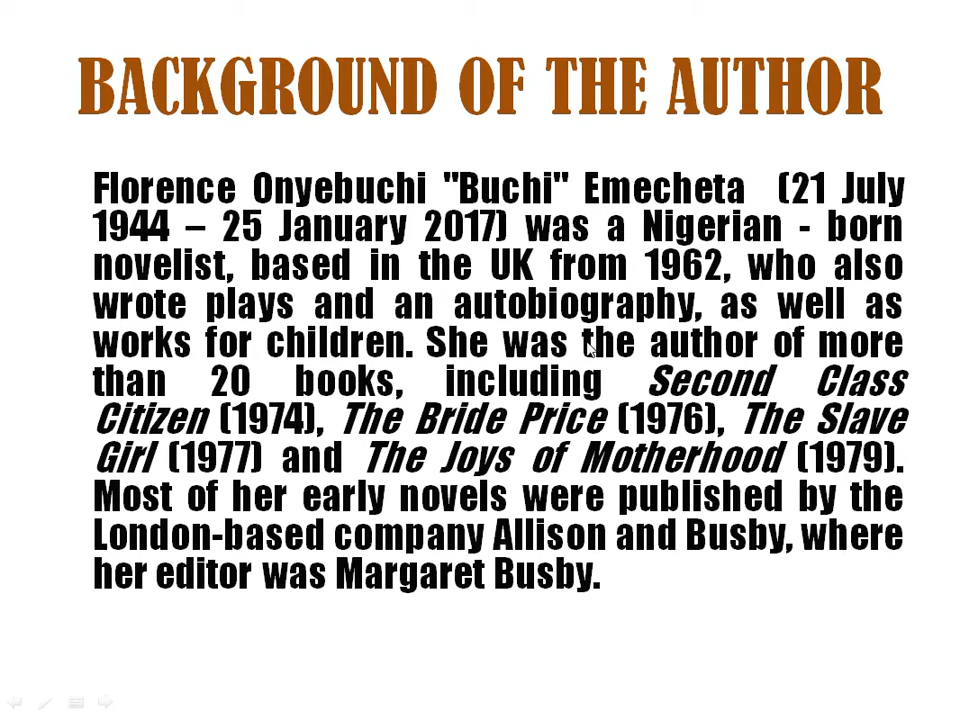 BACKGROUND OF THE AUTHOR
Florence Onyebuchi "Buchi" Emecheta (21 July
1944 – 25 January 2017) was a Nigerian - born
novelist, based in the UK from 1962, who also
wrote plays and an autobiography, as well as
works for children. She was the author of more
than 20 books, including Second Class
Citizen (1974), The Bride Price (1976), The Slave
Girl (1977) and The Joys of Motherhood (1979).
Most of her early novels were published by the
London-based company Allison and Busby, where
her editor was Margaret Busby.